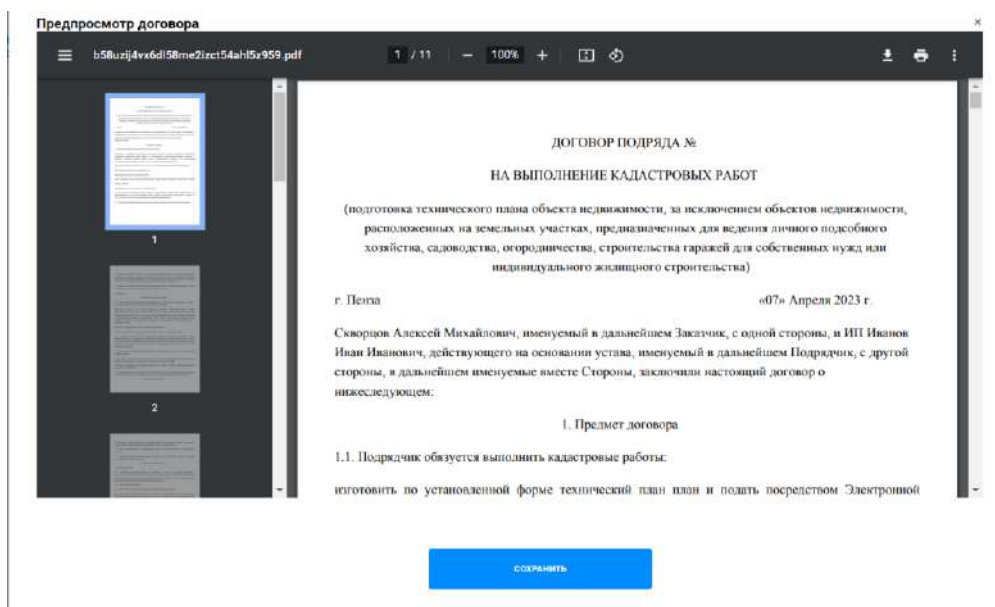 Предпросмотр договора
×
b58uzij4vx6dl58me2izct54ahl5z959.pdf 1 / 11 — 100% +
ДОГОВОР ПОДРЯДА №
НА ВЫПОЛНЕНИЕ КАДАСТРОВЫХ РАБОТ
(подготовка технического плана объекта недвижимости, за исключением объектов недвижимости,
расположенных на земельных участках, предназначенных для ведения личного подсобного
хозяйства, садоводства, огородничества, строительства гаражей для собственных нужд или
индивидуального жилищного строительства)
г. Пенза «07» Апреля 2023 г.
Скворцов Алексей Михайлович, именуемый в дальнейшем Заказчик, с одной стороны, и ИП Иванов
Иван Иванович, действующего на основании устава, именуемый в дальнейшем Подрядчик, с другой
стороны, в дальнейшем именуемые вместе Стороны, заключили настоящий договор о
нижеследующем:
1. Предмет договора
1.1. Подрядчик обязуется выполнить кадастровые работы:
изготовить по установленной форме технический план план и подать посредством Электронной
1
2
СОХРАНИТЬ